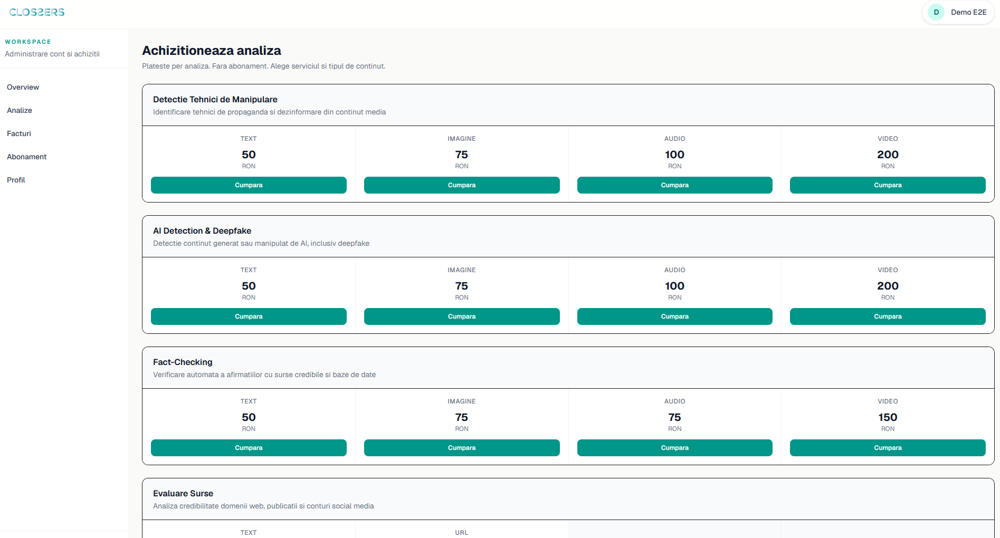 CLOSSERS
D Demo E2E
WORKSPACE
Administrare cont si achizitii
Overview
Analize
Facturi
Abonament
Profil
Achizitioneaza analiza
Plateste per analiza. Fara abonament. Alege serviciul si tipul de continut.
Detectie Tehnici de Manipulare
Identificare tehnici de propaganda si dezinformare din continut media
TEXT IMAGINE AUDIO VIDEO
50 75 100 200
RON RON RON RON
Cumpara Cumpara Cumpara Cumpara
AI Detection & Deepfake
Detectie continut generat sau manipulat de AI, inclusiv deepfake
TEXT IMAGINE AUDIO VIDEO
50 75 100 200
RON RON RON RON
Cumpara Cumpara Cumpara Cumpara
Fact-Checking
Verificare automata a afirmatiilor cu surse credibile si baze de date
TEXT IMAGINE AUDIO VIDEO
50 75 75 150
RON RON RON RON
Cumpara Cumpara Cumpara Cumpara
Evaluare Surse
Analiza credibilitate domenii web, publicatii si conturi social media
TEXT URL